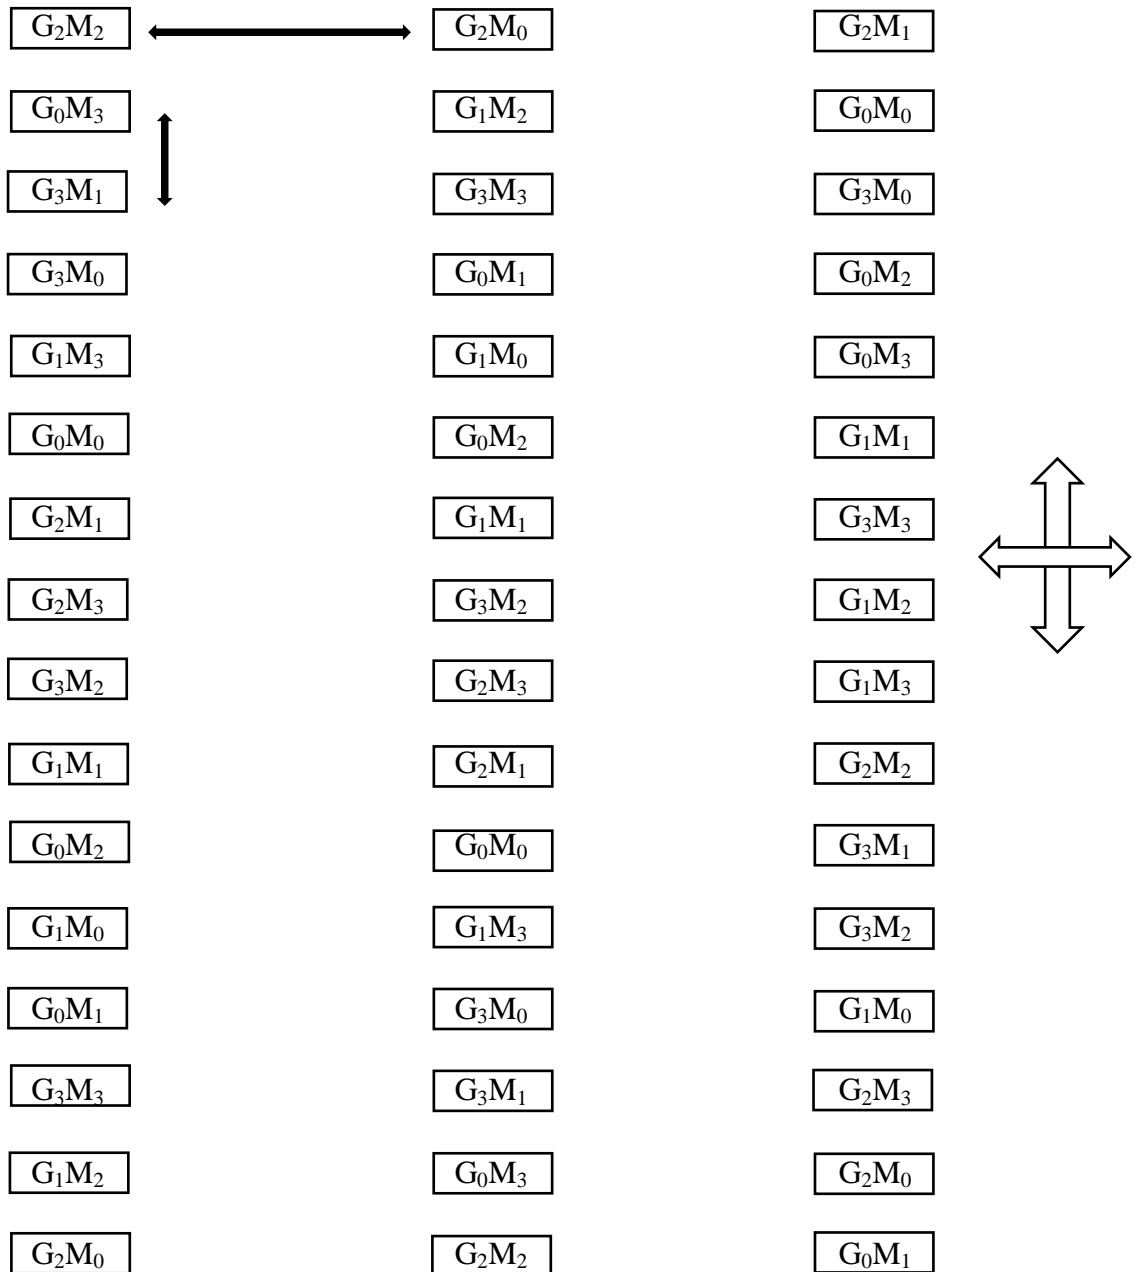 G₂M₂ G₂M₀ G₂M₁
G₀M₃ G₁M₂ G₀M₀
G₃M₁ G₃M₃ G₃M₀
G₃M₀ G₀M₁ G₀M₂
G₁M₃ G₁M₀ G₀M₃
G₀M₀ G₀M₂ G₁M₁
G₂M₁ G₁M₁ G₃M₃
G₂M₃ G₃M₂ G₁M₂
G₃M₂ G₂M₃ G₁M₃
G₁M₁ G₂M₁ G₂M₂
G₀M₂ G₀M₀ G₃M₁
G₁M₀ G₁M₃ G₃M₂
G₀M₁ G₃M₀ G₁M₀
G₃M₃ G₃M₁ G₂M₃
G₁M₂ G₀M₃ G₂M₀
G₂M₀ G₂M₂ G₀M₁